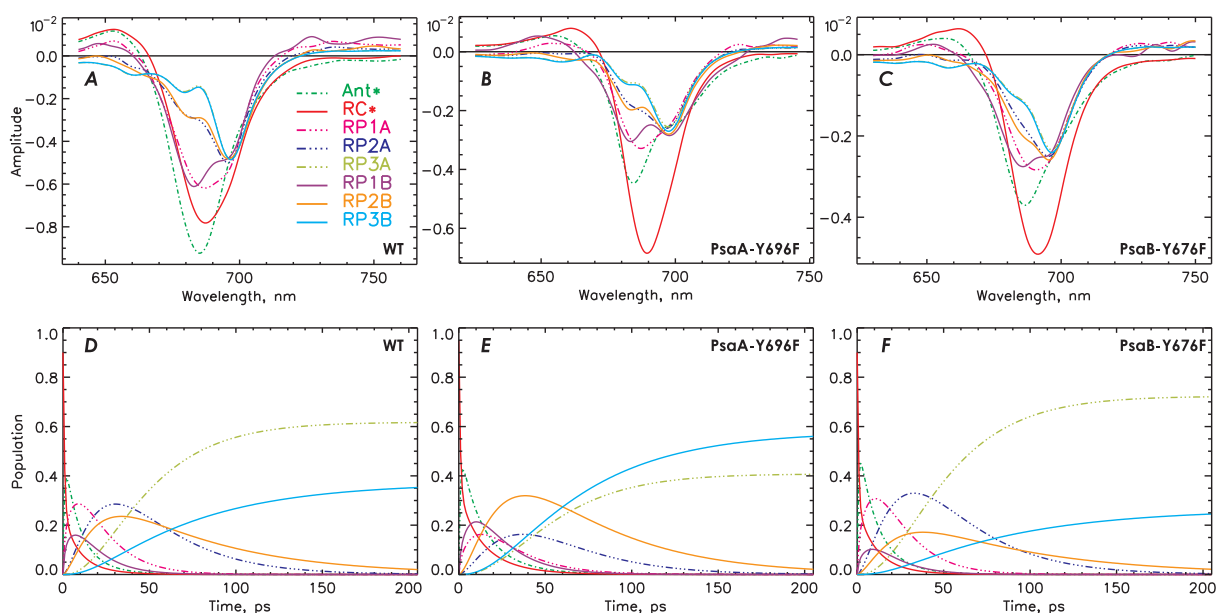 10⁻² 10⁻² 10⁻²
0.0 0.0 0.0
A B C
Ant*
RC*
RP1A
RP2A
RP3A
RP1B
RP2B
RP3B
−0.2 −0.2 −0.2
−0.4 −0.4 −0.4
−0.6 −0.6
−0.8 −0.8
Amplitude
WT PsaA-Y696F PsaB-Y676F
650 700 750 650 700 750 650 700 750
Wavelength, nm Wavelength, nm Wavelength, nm
1.0 1.0 1.0
D WT E PsaA-Y696F F PsaB-Y676F
0.8 0.8 0.8
0.6 0.6 0.6
0.4 0.4 0.4
0.2 0.2 0.2
0.0 0.0 0.0
Population
0 50 100 150 200 0 50 100 150 200 0 50 100 150 200
Time, ps Time, ps Time, ps